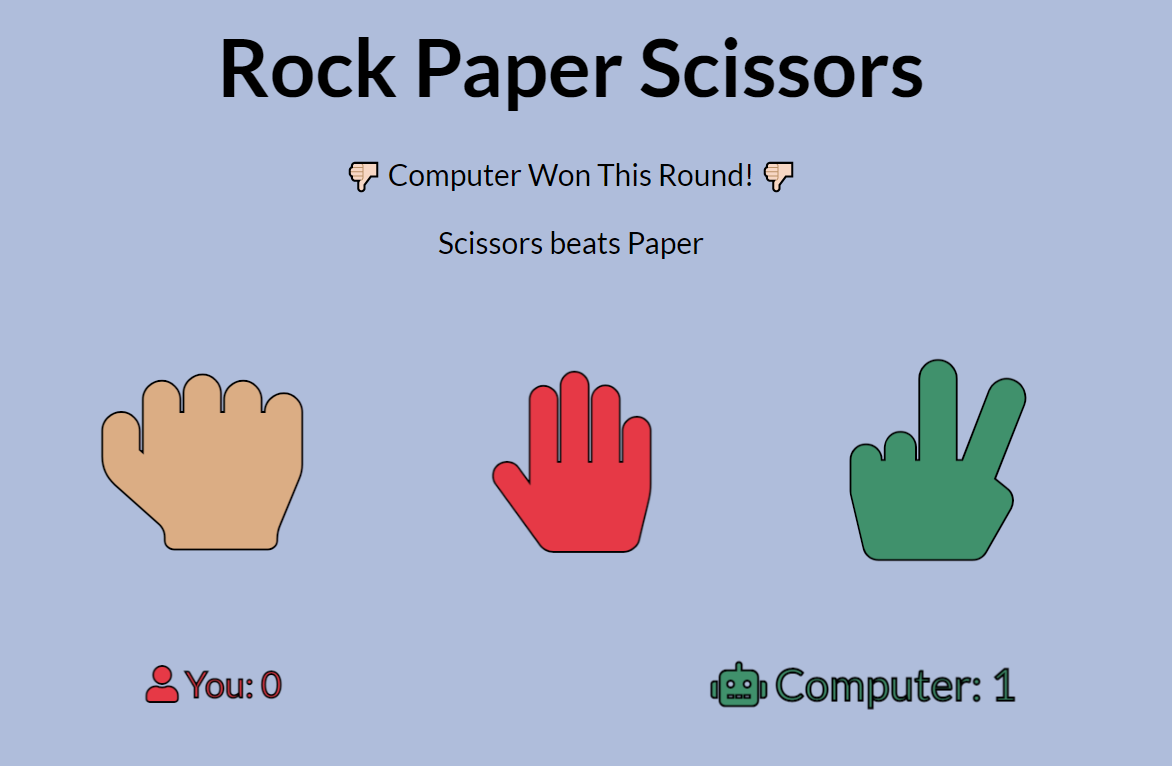 Rock Paper Scissors
👎 Computer Won This Round! 👎
Scissors beats Paper
You: 0
Computer: 1